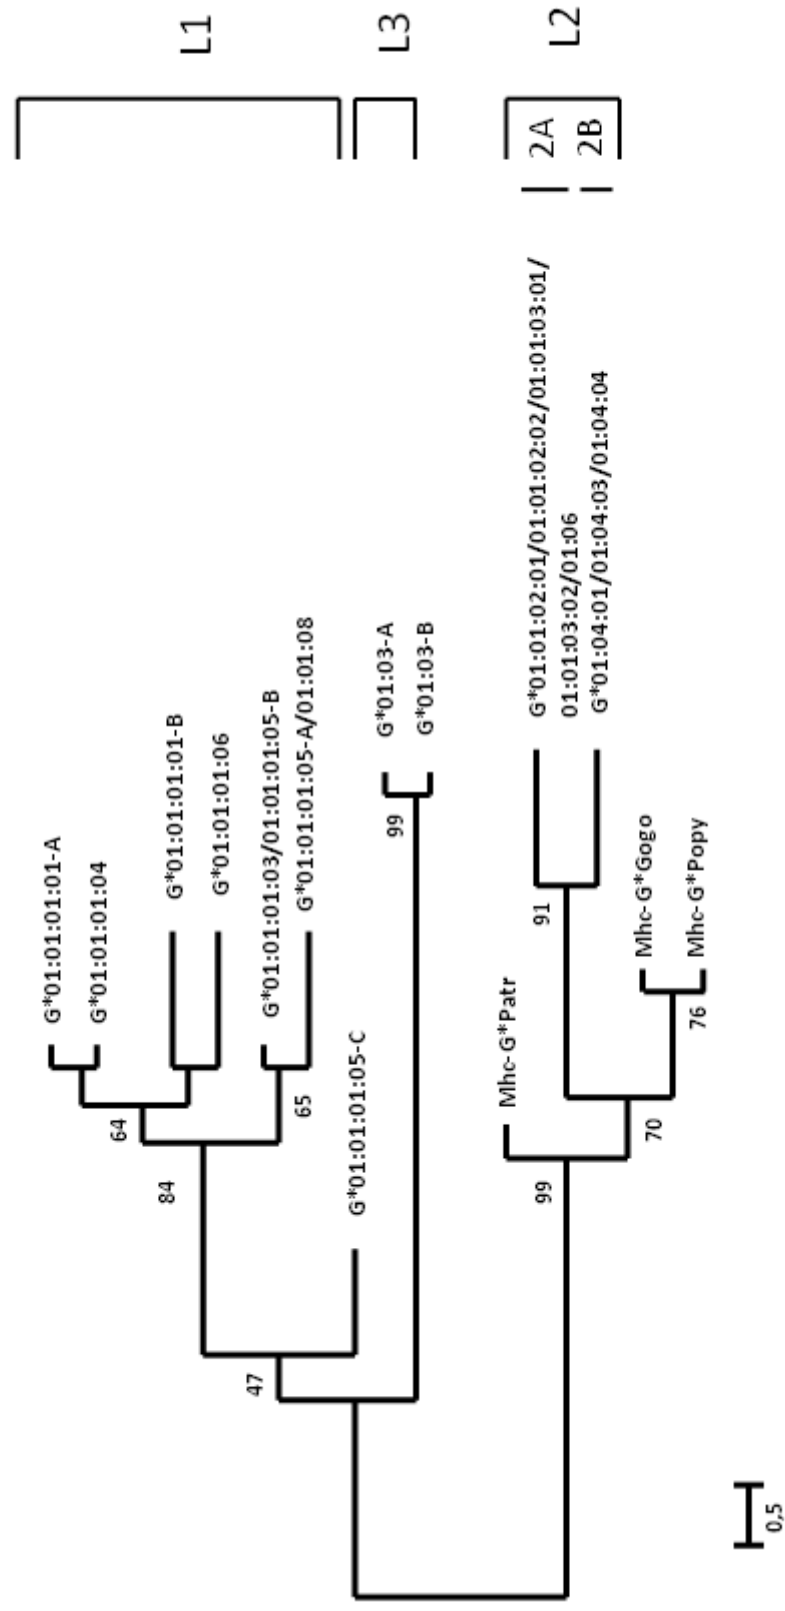 G*01:01:01:01-A
G*01:01:01:04
64
G*01:01:01:01-B
G*01:01:01:06
84
G*01:01:01:03/01:01:01:05-B
G*01:01:01:05-A/01:01:08
65
L1
47
G*01:01:01:05-C
99
G*01:03-A
G*01:03-B
L3
Mhc-G*Patr
99
91
G*01:01:02:01/01:01:02:02/01:01:03:01/
01:01:03:02/01:06
2A
G*01:04:01/01:04:03/01:04:04
2B
L2
70
Mhc-G*Gogo
76
Mhc-G*Popy
0,5